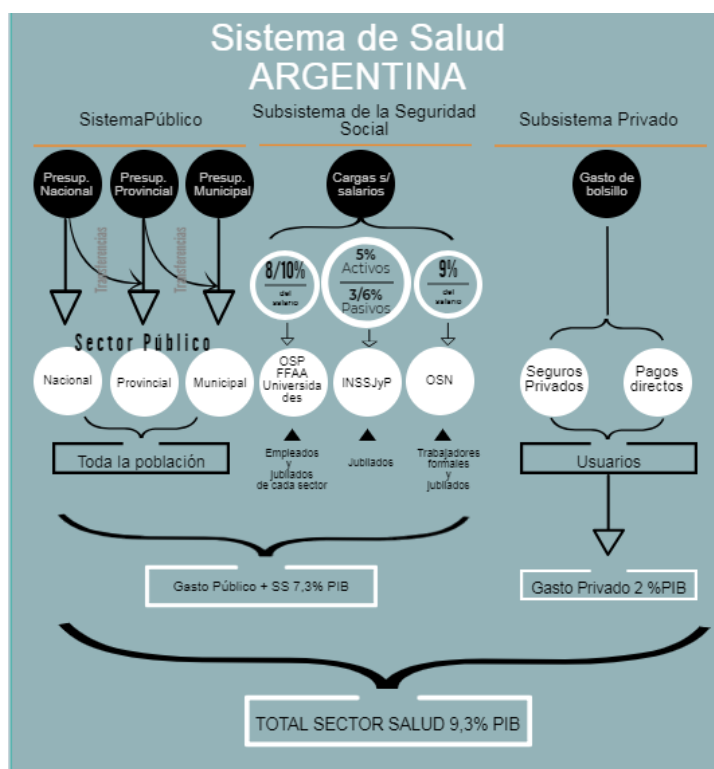 Sistema de Salud
ARGENTINA
SistemaPúblico
Subsistema de la Seguridad
Social
Subsistema Privado
Presup.
Nacional
Presup.
Provincial
Presup.
Municipal
Cargas s/
salarios
Gasto de
bolsillo
Transferencias
Transferencias
8/10%
del
salario
5%
Activos
3/6%
Pasivos
9%
del
salario
Sector Público
Nacional
Provincial
Municipal
OSP
FFAA
Universida
des
INSSJyP
OSN
Seguros
Privados
Pagos
directos
Toda la población
Empleados
y
jubilados
de cada sector
Jubilados
Trabajadores
formales
y
jubilados
Usuarios
Gasto Público + SS 7,3% PIB
Gasto Privado 2 %PIB
TOTAL SECTOR SALUD 9,3% PIB